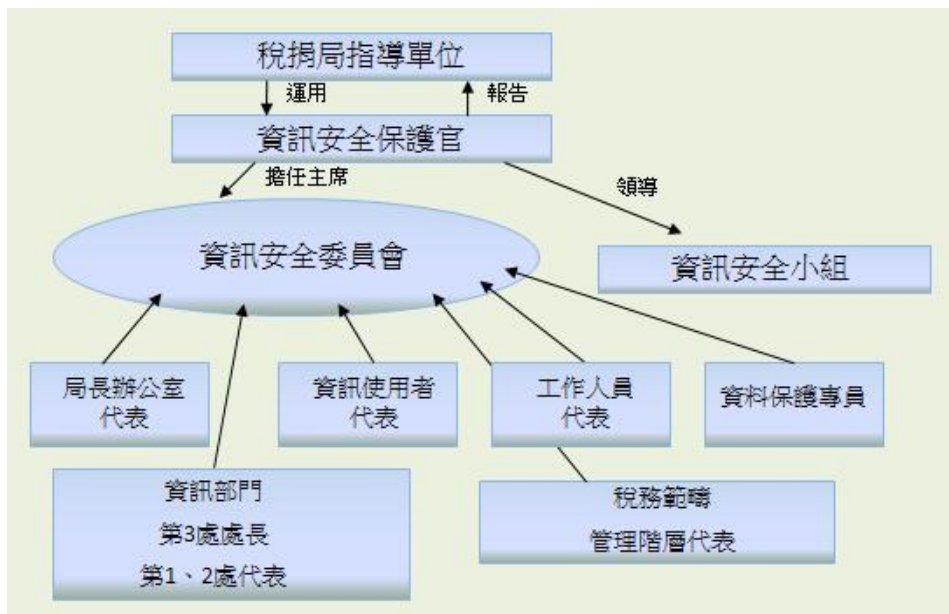 稅捐局指導單位
運用
報告
資訊安全保護官
擔任主席
領導
資訊安全委員會
資訊安全小組
局長辦公室
代表
資訊使用者
代表
工作人員
代表
資料保護專員
資訊部門
第3處處長
第1、2處代表
稅務範疇
管理階層代表